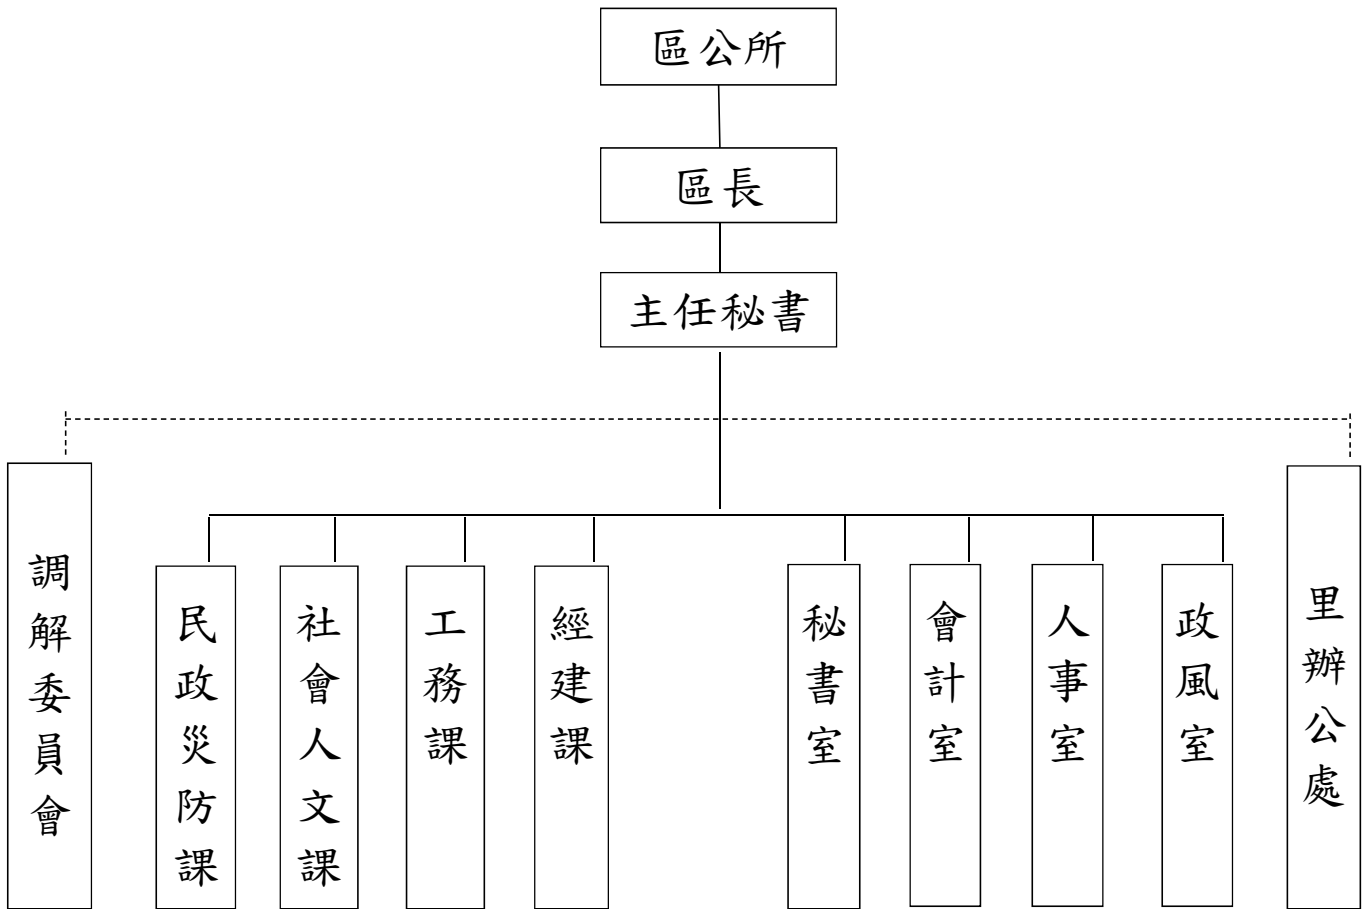 區公所
區長
主任秘書
調解委員會
民政災防課
社會人文課
工務課
經建課
秘書室
會計室
人事室
政風室
里辦公處